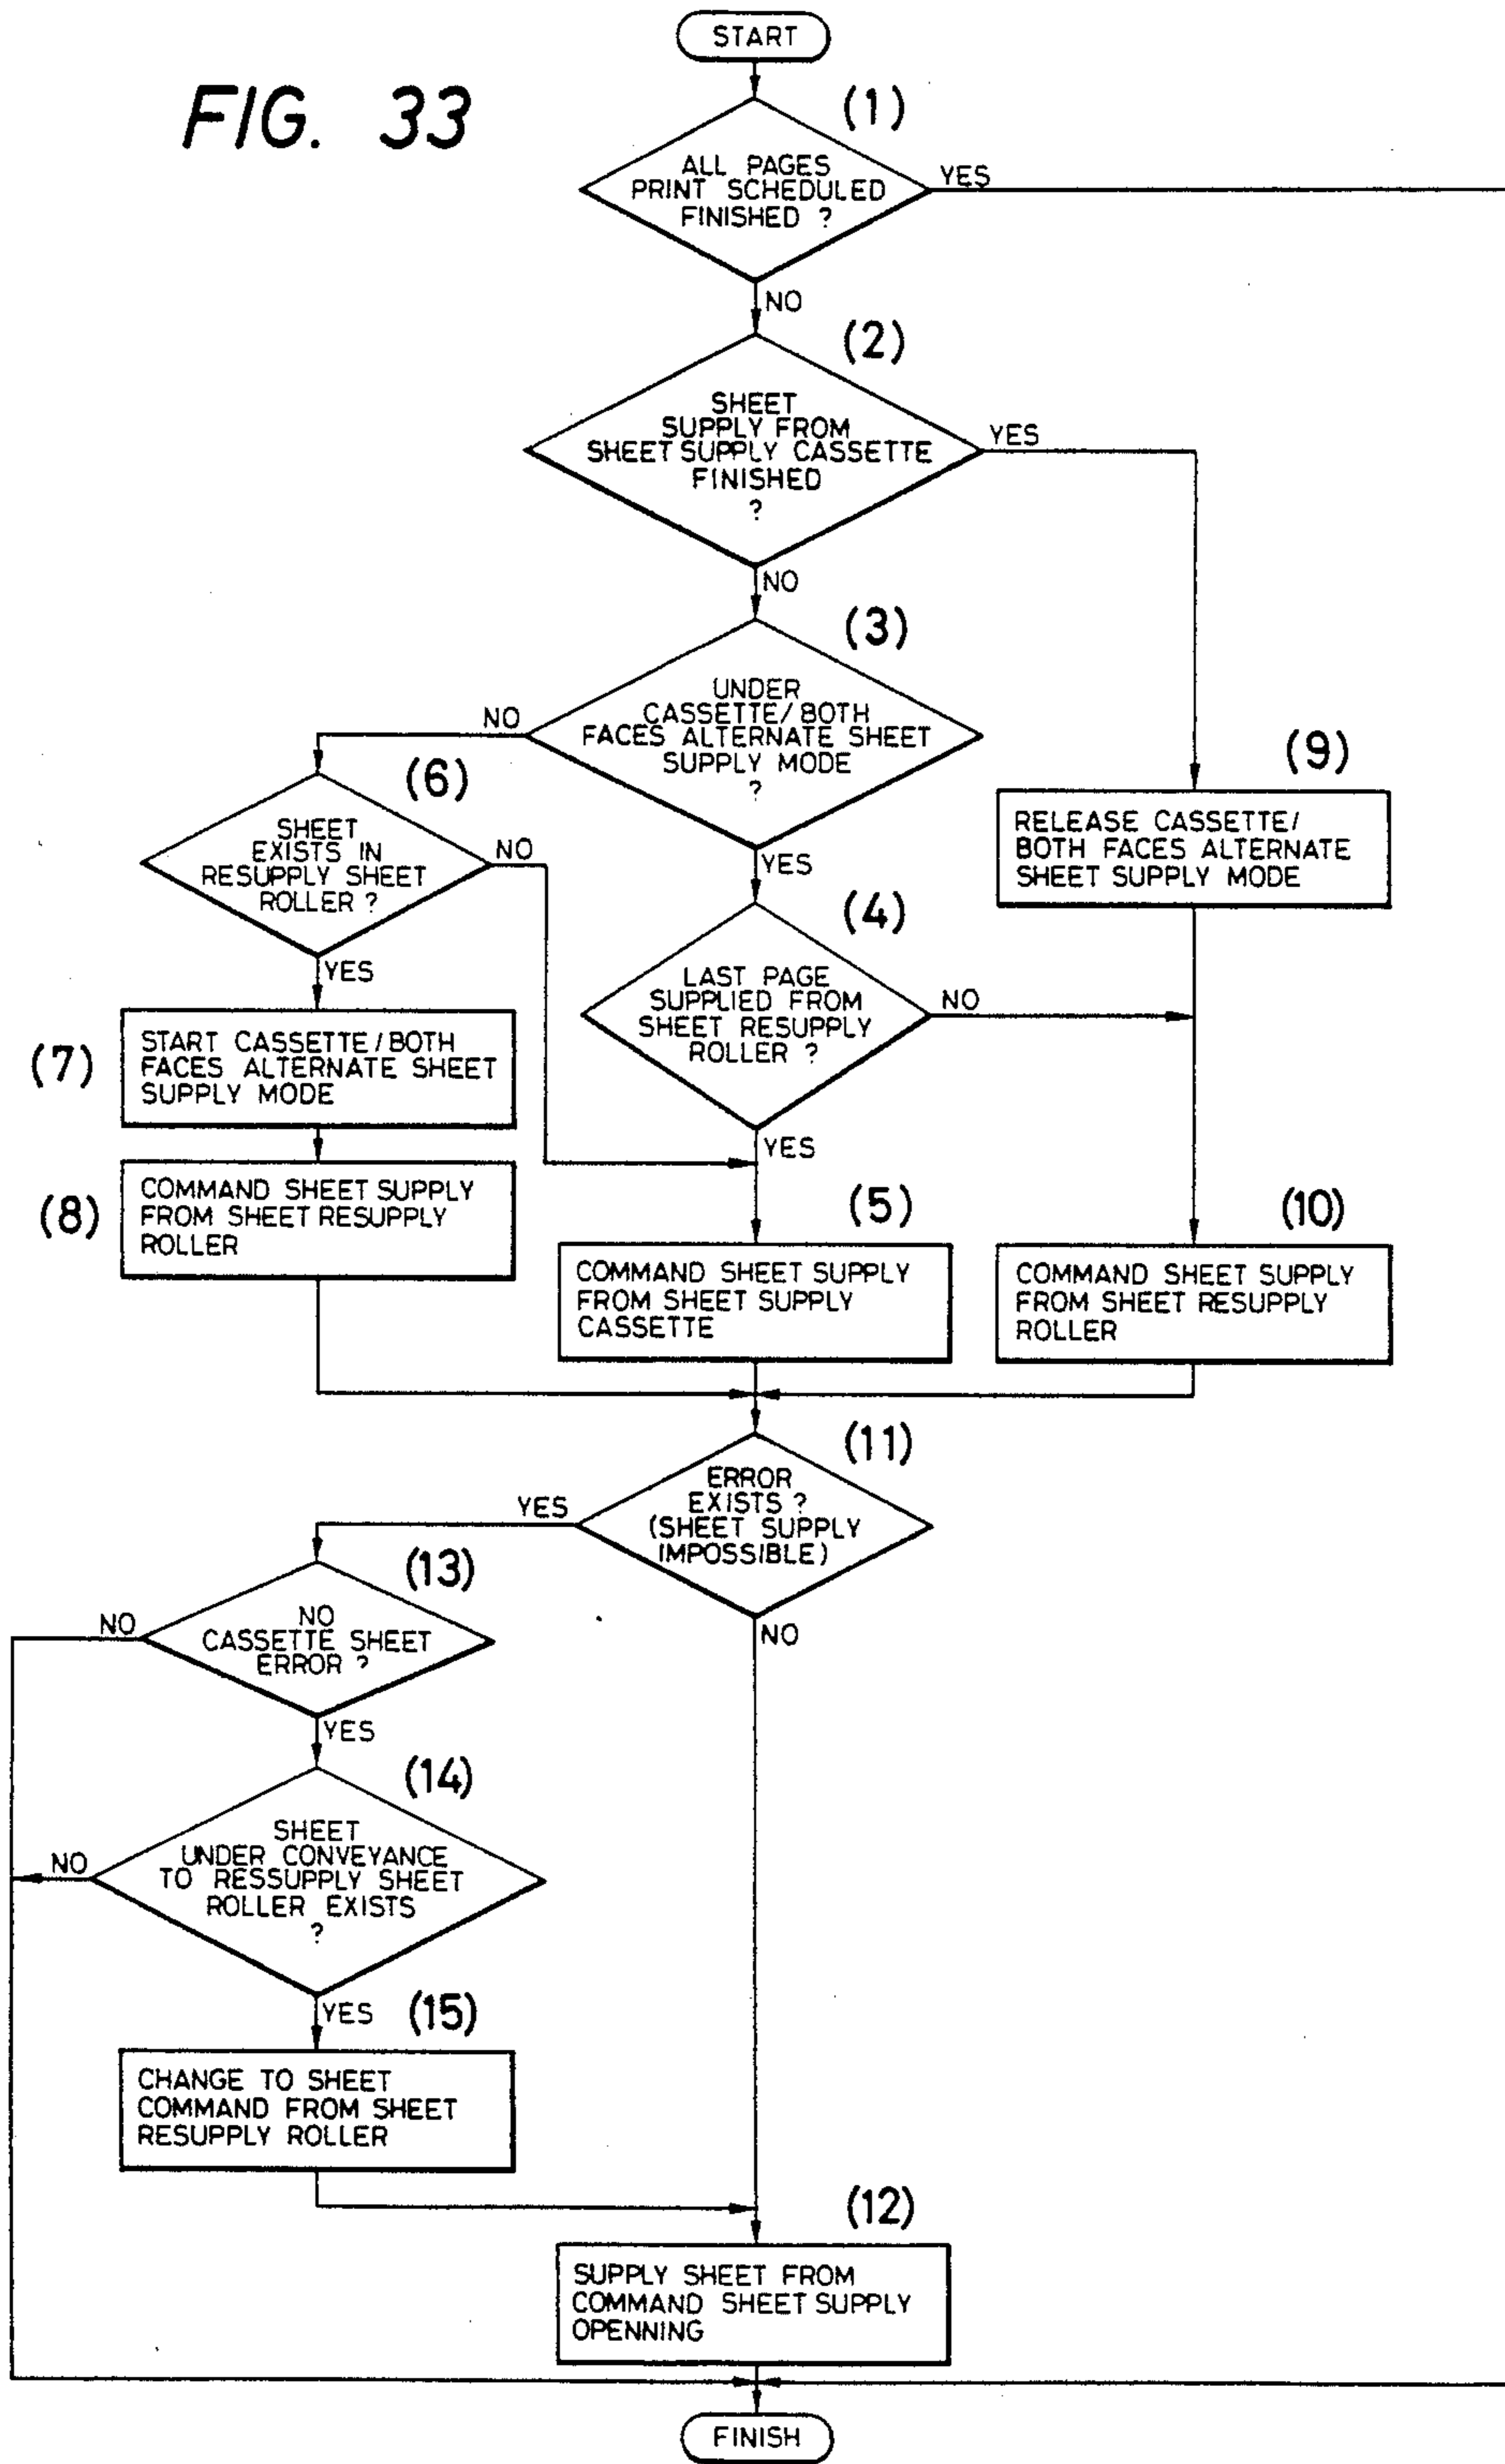 FIG. 33
START
(1)
ALL PAGES
PRINT SCHEDULED
FINISHED ?
YES
NO
(2)
SHEET
SUPPLY FROM
SHEET SUPPLY CASSETTE
FINISHED
?
YES
NO
(3)
UNDER
CASSETTE/BOTH
FACES ALTERNATE SHEET
SUPPLY MODE
?
NO
YES
(6)
SHEET
EXISTS IN
RESUPPLY SHEET
ROLLER ?
NO
YES
(9)
RELEASE CASSETTE/
BOTH FACES ALTERNATE
SHEET SUPPLY MODE
(4)
LAST PAGE
SUPPLIED FROM
SHEET RESUPPLY
ROLLER ?
NO
YES
(7)
START CASSETTE/BOTH
FACES ALTERNATE SHEET
SUPPLY MODE
(8)
COMMAND SHEET SUPPLY
FROM SHEET RESUPPLY
ROLLER
(5)
COMMAND SHEET SUPPLY
FROM SHEET SUPPLY
CASSETTE
(10)
COMMAND SHEET SUPPLY
FROM SHEET RESUPPLY
ROLLER
(11)
ERROR
EXISTS ?
(SHEET SUPPLY
IMPOSSIBLE)
YES
NO
(13)
NO
CASSETTE SHEET
ERROR ?
NO
YES
(14)
SHEET
UNDER CONVEYANCE
TO RESSUPPLY SHEET
ROLLER EXISTS
?
NO
YES
(15)
CHANGE TO SHEET
COMMAND FROM SHEET
RESUPPLY ROLLER
(12)
SUPPLY SHEET FROM
COMMAND SHEET SUPPLY
OPENNING
FINISH